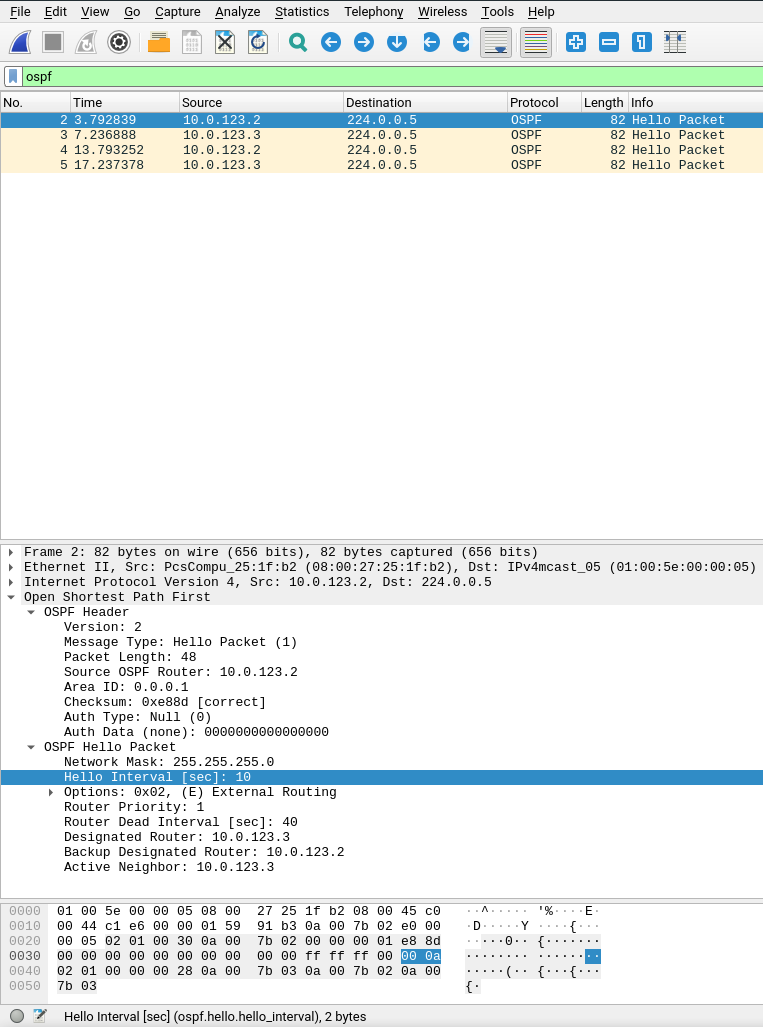 File Edit View Go Capture Analyze Statistics Telephony Wireless Tools Help
ospf
No. Time Source Destination Protocol Length Info
2 3.792839 10.0.123.2 224.0.0.5 OSPF 82 Hello Packet
3 7.236888 10.0.123.3 224.0.0.5 OSPF 82 Hello Packet
4 13.793252 10.0.123.2 224.0.0.5 OSPF 82 Hello Packet
5 17.237378 10.0.123.3 224.0.0.5 OSPF 82 Hello Packet
Frame 2: 82 bytes on wire (656 bits), 82 bytes captured (656 bits)
Ethernet II, Src: PcsCompu_25:1f:b2 (08:00:27:25:1f:b2), Dst: IPv4mcast_05 (01:00:5e:00:00:05)
Internet Protocol Version 4, Src: 10.0.123.2, Dst: 224.0.0.5
Open Shortest Path First
OSPF Header
Version: 2
Message Type: Hello Packet (1)
Packet Length: 48
Source OSPF Router: 10.0.123.2
Area ID: 0.0.0.1
Checksum: 0xe88d [correct]
Auth Type: Null (0)
Auth Data (none): 0000000000000000
OSPF Hello Packet
Network Mask: 255.255.255.0
Hello Interval [sec]: 10
Options: 0x02, (E) External Routing
Router Priority: 1
Router Dead Interval [sec]: 40
Designated Router: 10.0.123.3
Backup Designated Router: 10.0.123.2
Active Neighbor: 10.0.123.3
0000 01 00 5e 00 00 05 08 00 27 25 1f b2 08 00 45 c0 ··^····· '%····E·
0010 00 44 c1 e6 00 00 01 59 91 b3 0a 00 7b 02 e0 00 ·D·····Y ····{···
0020 00 05 02 01 00 30 0a 00 7b 02 00 00 00 01 e8 8d ·····0·· {·······
0030 00 00 00 00 00 00 00 00 00 00 ff ff ff 00 00 0a ········ ········
0040 02 01 00 00 00 28 0a 00 7b 03 0a 00 7b 02 0a 00 ·····(·· {···{···
0050 7b 03 {·
Hello Interval [sec] (ospf.hello.hello_interval), 2 bytes